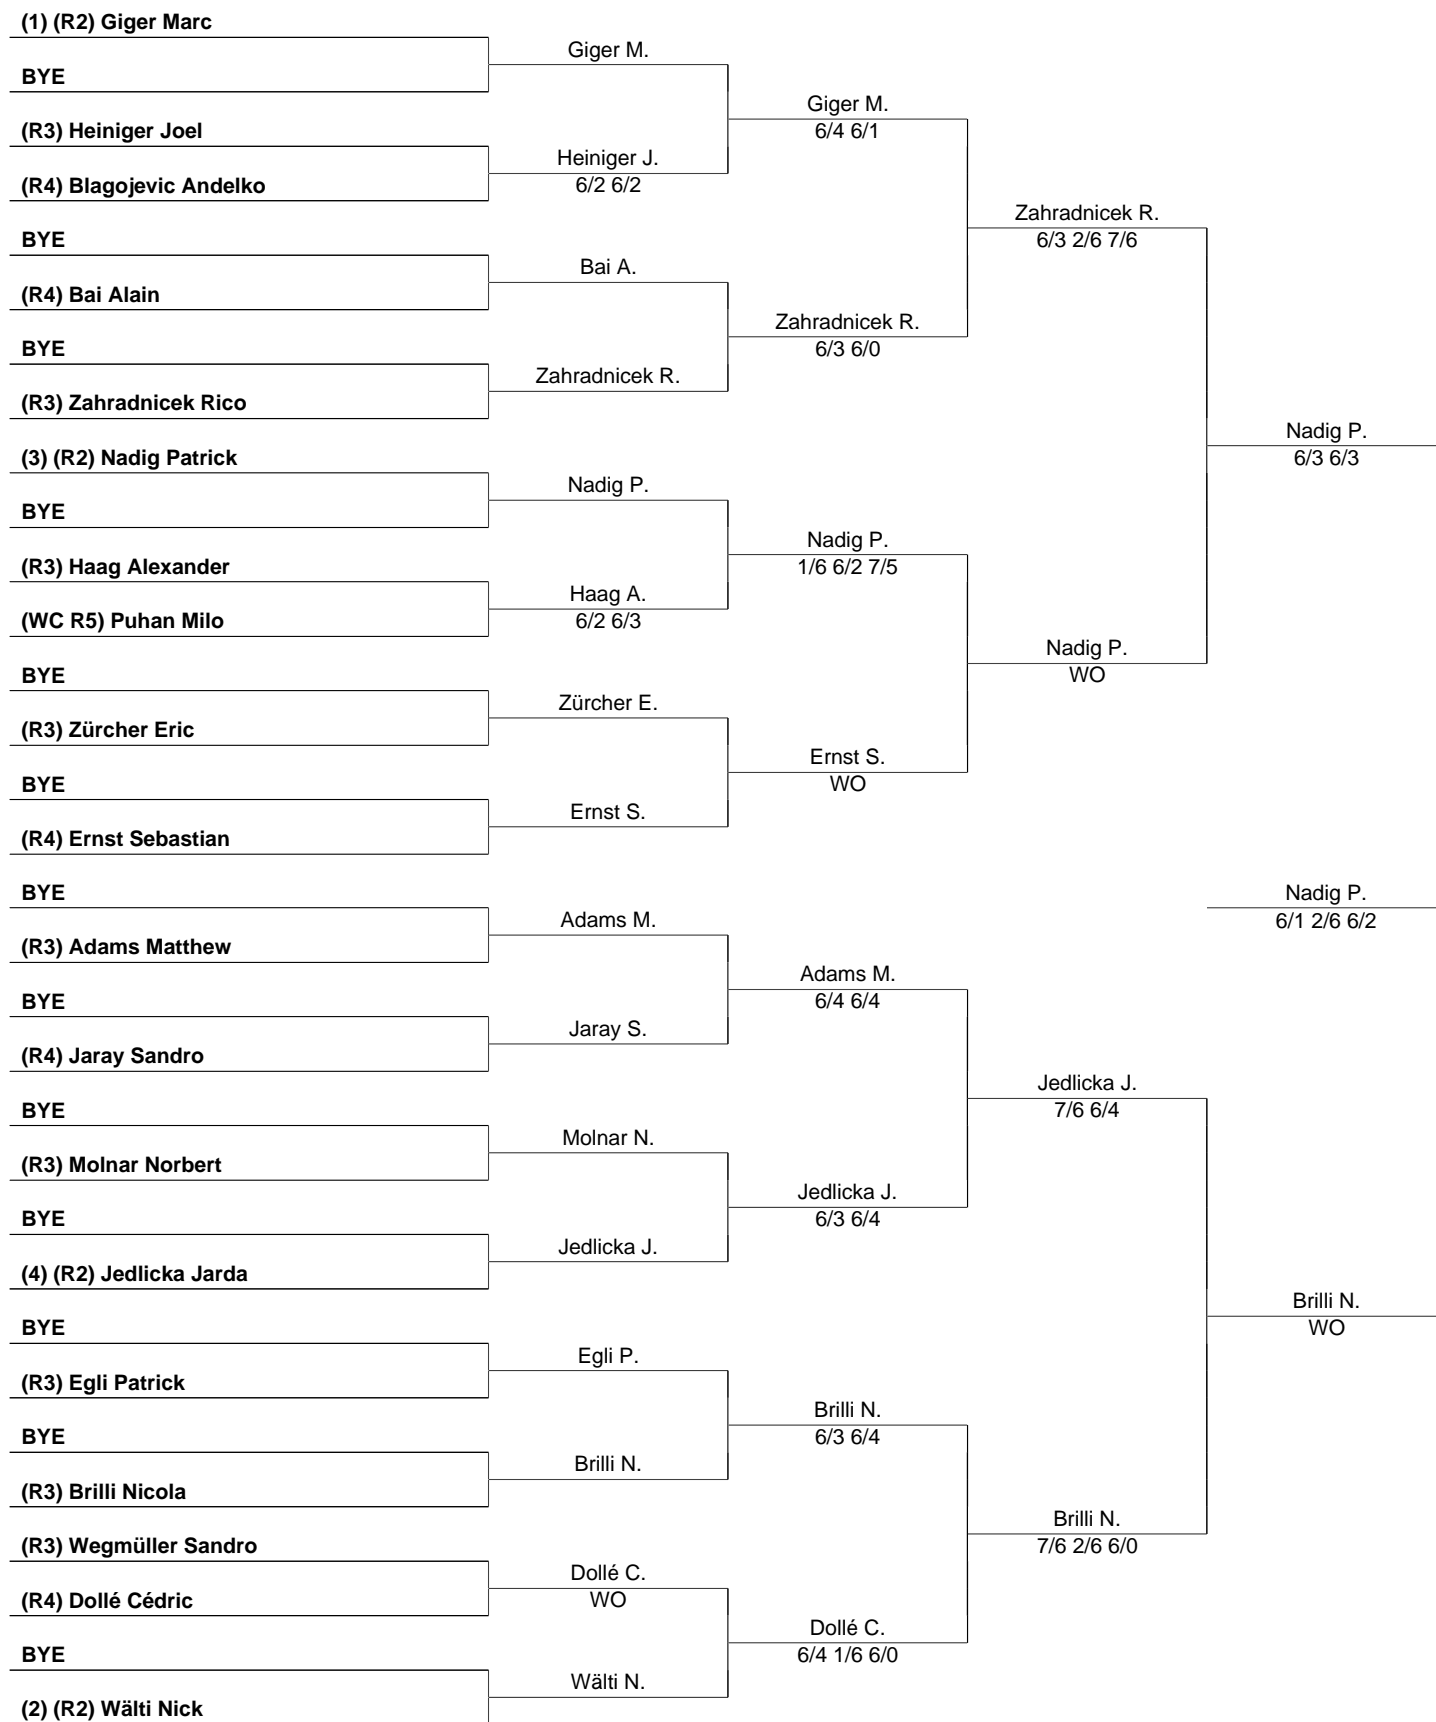 (1) (R2) Giger Marc
Giger M.
BYE
Giger M.
6/4 6/1
(R3) Heiniger Joel
Heiniger J.
6/2 6/2
(R4) Blagojevic Andelko
Zahradnicek R.
6/3 2/6 7/6
BYE
Bai A.
(R4) Bai Alain
Zahradnicek R.
6/3 6/0
BYE
Zahradnicek R.
(R3) Zahradnicek Rico
Nadig P.
6/3 6/3
(3) (R2) Nadig Patrick
Nadig P.
BYE
Nadig P.
1/6 6/2 7/5
(R3) Haag Alexander
Haag A.
6/2 6/3
(WC R5) Puhan Milo
Nadig P.
WO
BYE
Zürcher E.
(R3) Zürcher Eric
Ernst S.
WO
BYE
Ernst S.
(R4) Ernst Sebastian
BYE
Nadig P.
6/1 2/6 6/2
Adams M.
(R3) Adams Matthew
Adams M.
6/4 6/4
BYE
Jaray S.
(R4) Jaray Sandro
Jedlicka J.
7/6 6/4
BYE
Molnar N.
(R3) Molnar Norbert
Jedlicka J.
6/3 6/4
BYE
Jedlicka J.
(4) (R2) Jedlicka Jarda
Brilli N.
WO
BYE
Egli P.
(R3) Egli Patrick
Brilli N.
6/3 6/4
BYE
Brilli N.
(R3) Brilli Nicola
Brilli N.
7/6 2/6 6/0
(R3) Wegmüller Sandro
Dollé C.
WO
(R4) Dollé Cédric
Dollé C.
6/4 1/6 6/0
BYE
Wälti N.
(2) (R2) Wälti Nick